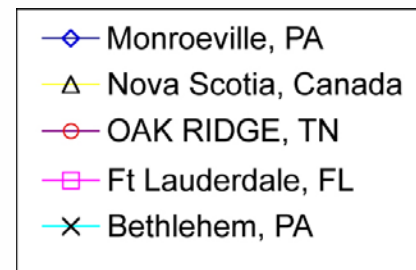 Monroeville, PA
Nova Scotia, Canada
OAK RIDGE, TN
Ft Lauderdale, FL
Bethlehem, PA